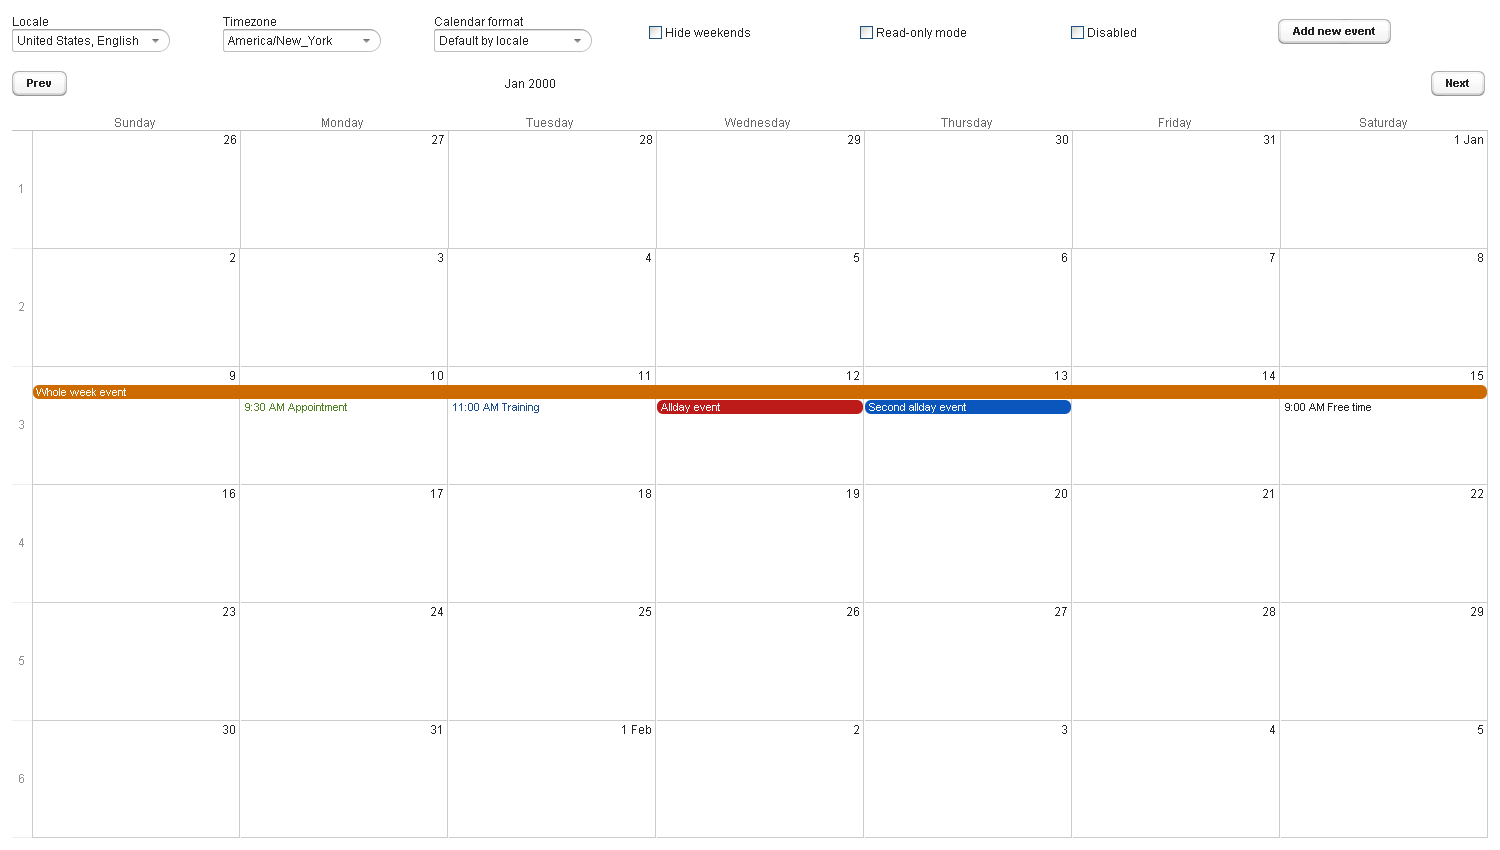 Locale Timezone Calendar format
United States, English America/New_York Default by locale Hide weekends Read-only mode Disabled Add new event
Prev Jan 2000 Next
Sunday Monday Tuesday Wednesday Thursday Friday Saturday
26 27 28 29 30 31 1 Jan
1
2 3 4 5 6 7 8
2
9 10 11 12 13 14 15
Whole week event
9:30 AM Appointment 11:00 AM Training Allday event Second allday event 9:00 AM Free time
3
16 17 18 19 20 21 22
4
23 24 25 26 27 28 29
5
30 31 1 Feb 2 3 4 5
6